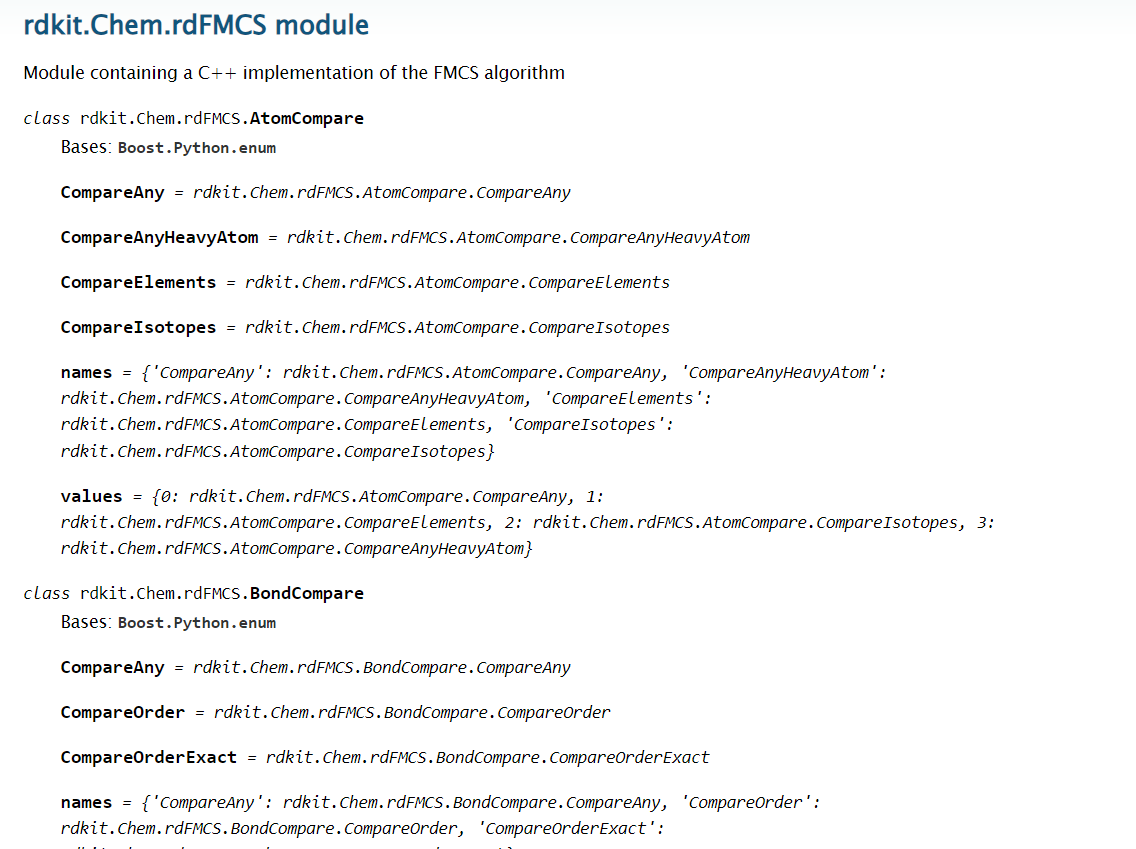 rdkit.Chem.rdFMCS module
Module containing a C++ implementation of the FMCS algorithm
class rdkit.Chem.rdFMCS.AtomCompare
Bases: Boost.Python.enum
CompareAny = rdkit.Chem.rdFMCS.AtomCompare.CompareAny
CompareAnyHeavyAtom = rdkit.Chem.rdFMCS.AtomCompare.CompareAnyHeavyAtom
CompareElements = rdkit.Chem.rdFMCS.AtomCompare.CompareElements
CompareIsotopes = rdkit.Chem.rdFMCS.AtomCompare.CompareIsotopes
names = {'CompareAny': rdkit.Chem.rdFMCS.AtomCompare.CompareAny, 'CompareAnyHeavyAtom':
rdkit.Chem.rdFMCS.AtomCompare.CompareAnyHeavyAtom, 'CompareElements':
rdkit.Chem.rdFMCS.AtomCompare.CompareElements, 'CompareIsotopes':
rdkit.Chem.rdFMCS.AtomCompare.CompareIsotopes}
values = {0: rdkit.Chem.rdFMCS.AtomCompare.CompareAny, 1:
rdkit.Chem.rdFMCS.AtomCompare.CompareElements, 2: rdkit.Chem.rdFMCS.AtomCompare.CompareIsotopes, 3:
rdkit.Chem.rdFMCS.AtomCompare.CompareAnyHeavyAtom}
class rdkit.Chem.rdFMCS.BondCompare
Bases: Boost.Python.enum
CompareAny = rdkit.Chem.rdFMCS.BondCompare.CompareAny
CompareOrder = rdkit.Chem.rdFMCS.BondCompare.CompareOrder
CompareOrderExact = rdkit.Chem.rdFMCS.BondCompare.CompareOrderExact
names = {'CompareAny': rdkit.Chem.rdFMCS.BondCompare.CompareAny, 'CompareOrder':
rdkit.Chem.rdFMCS.BondCompare.CompareOrder, 'CompareOrderExact':